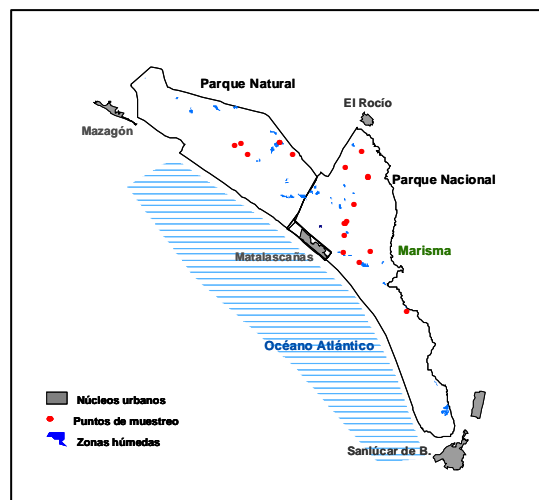 Parque Natural
El Rocío
Mazagón
Parque Nacional
Marisma
Matalascañas
Océano Atlántico
Núcleos urbanos
Puntos de muestreo
Zonas húmedas
Sanlúcar de B.